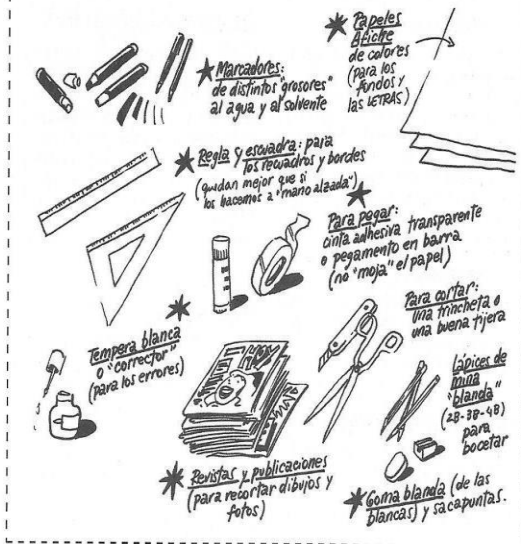 ★ Marcadores:
de distintos "grosores"
al agua y al solvente
★ Papeles
Afiche
de colores
(para los
fondos y
las LETRAS)
★ Regla y escuadra: para
los recuadros y bordes
(quedan mejor que si
los hacemos a "mano alzada")
★
Para pegar:
cinta adhesiva transparente
o pegamento en barra
(no "moja" el papel)
★
Tempera blanca
o "corrector"
(para los errores)
Para cortar:
una trincheta o
una buena tijera
Lápices de
mina
"blanda"
(2B-3B-4B)
para
bocetar
★ Revistas y publicaciones
(para recortar dibujos y
fotos)
★ Goma blanda (de las
blancas) y sacapuntas.